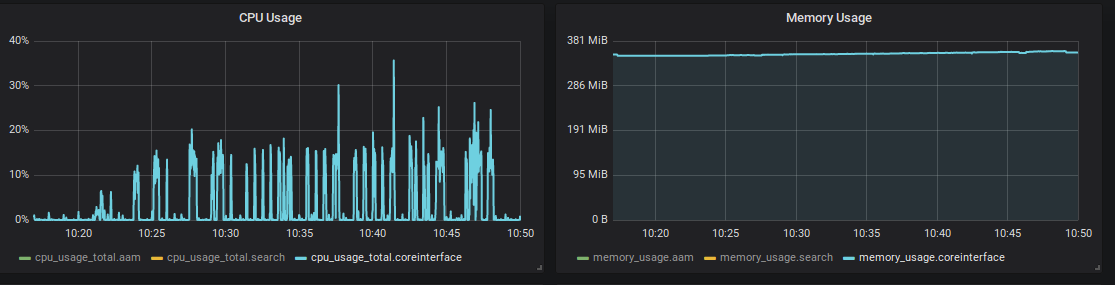 CPU Usage
40%
30%
20%
10%
0%
10:20 10:25 10:30 10:35 10:40 10:45 10:50
cpu_usage_total.aam cpu_usage_total.search cpu_usage_total.coreinterface
Memory Usage
381 MiB
286 MiB
191 MiB
95 MiB
0 B
10:20 10:25 10:30 10:35 10:40 10:45 10:50
memory_usage.aam memory_usage.search memory_usage.coreinterface